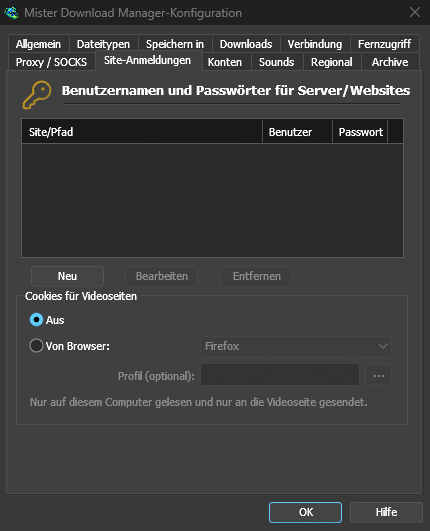 Mister Download Manager-Konfiguration
Allgemein Dateitypen Speichern in Downloads Verbindung Fernzugriff
Proxy / SOCKS Site-Anmeldungen Konten Sounds Regional Archive
Benutzernamen und Passwörter für Server/Websites
Site/Pfad Benutzer Passwort
Neu Bearbeiten Entfernen
Cookies für Videoseiten
Aus
Von Browser: Firefox
Profil (optional): ...
Nur auf diesem Computer gelesen und nur an die Videoseite gesendet.
OK Hilfe